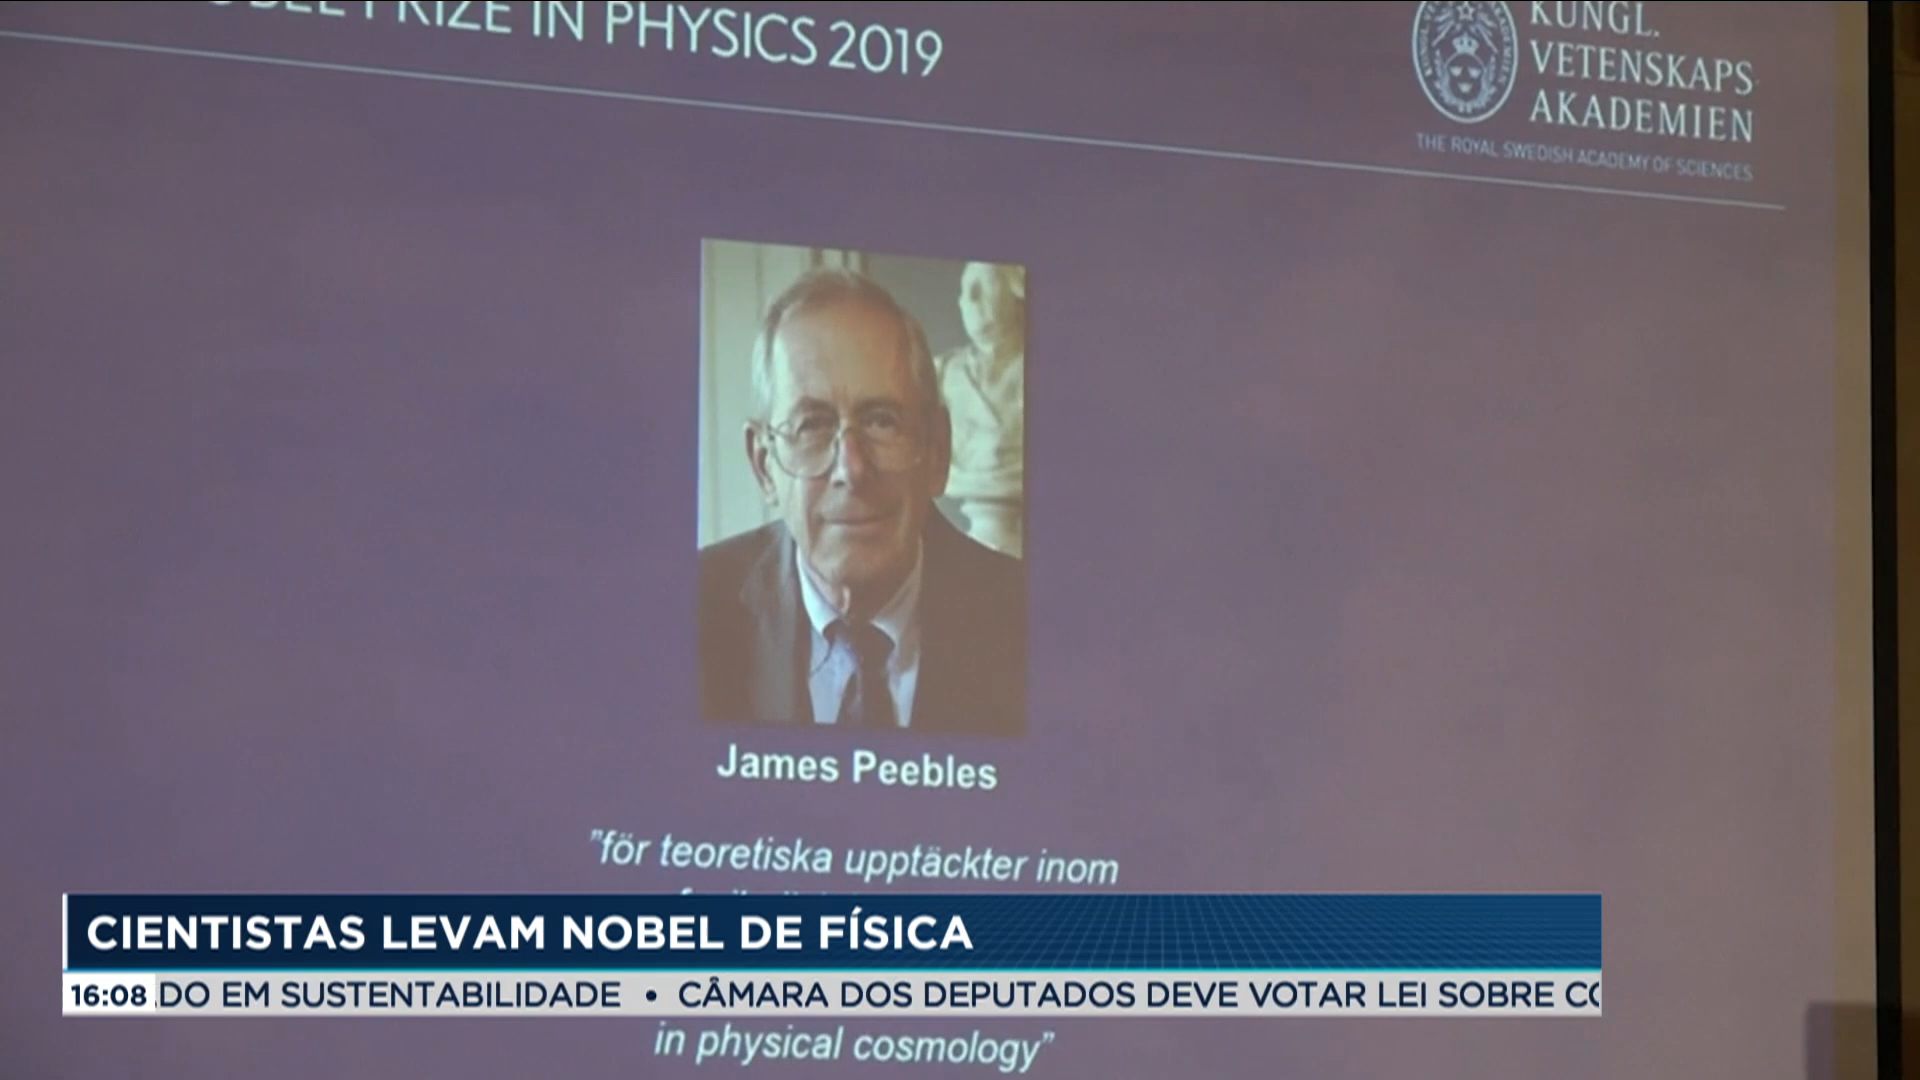 PRIZE IN PHYSICS 2019
KUNGL.
VETENSKAPS
AKADEMIEN
THE ROYAL SWEDISH ACADEMY OF SCIENCES
James Peebles
"för teoretiska upptäckter inom
CIENTISTAS LEVAM NOBEL DE FÍSICA
16:08 DO EM SUSTENTABILIDADE • CÂMARA DOS DEPUTADOS DEVE VOTAR LEI SOBRE
in physical cosmology"